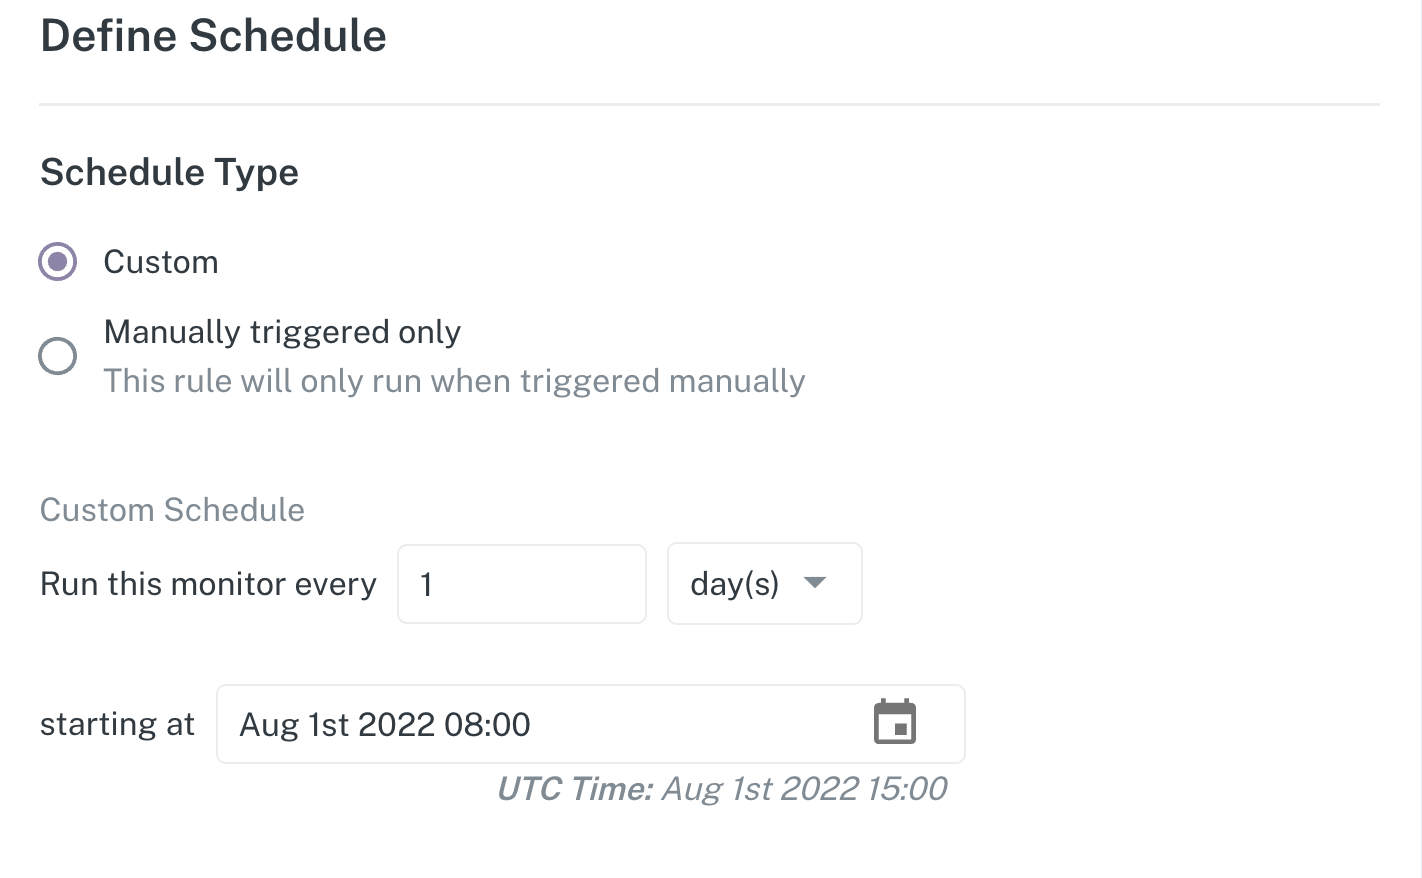 Define Schedule
Schedule Type
Custom
Manually triggered only
This rule will only run when triggered manually
Custom Schedule
Run this monitor every 1 day(s)
starting at Aug 1st 2022 08:00
UTC Time: Aug 1st 2022 15:00